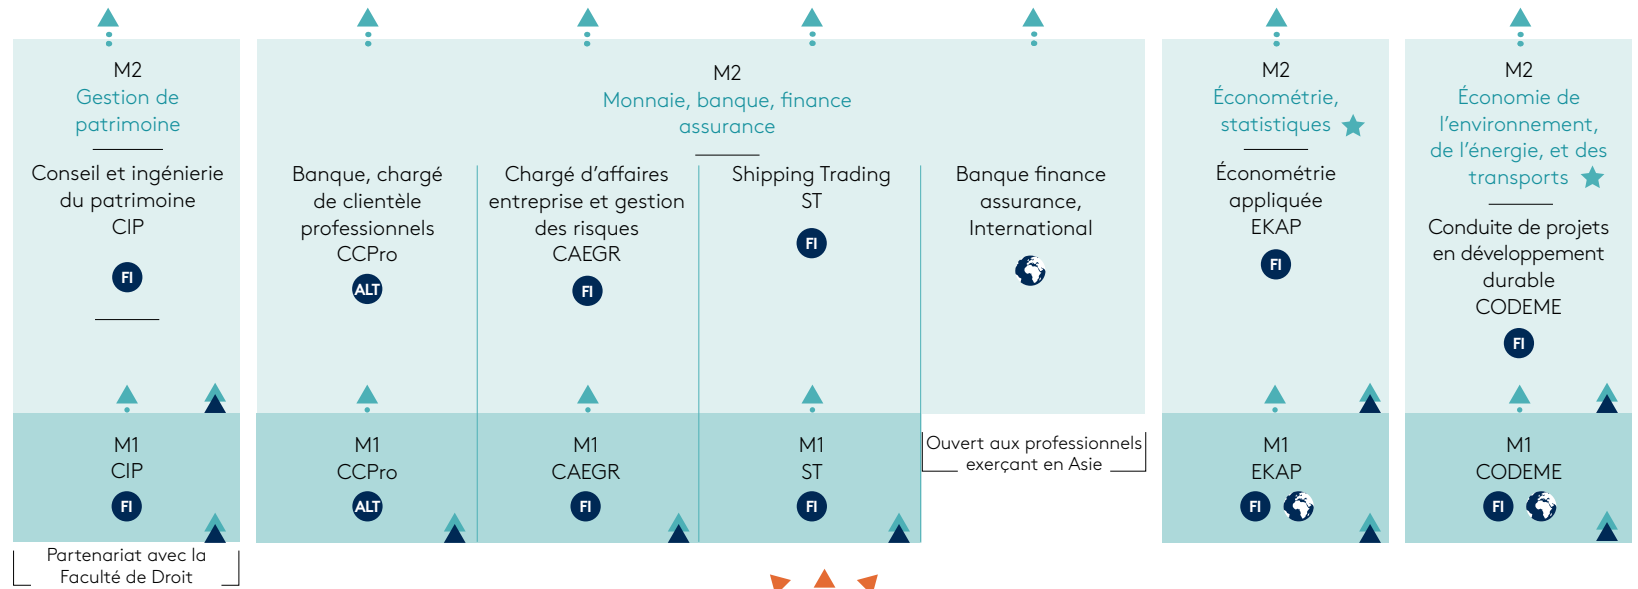 M2
Gestion de
patrimoine
Conseil et ingénierie
du patrimoine
CIP
FI
M1
CIP
FI
Partenariat avec la
Faculté de Droit
M2
Monnaie, banque, finance
assurance
Banque, chargé
de clientèle
professionnels
CCPro
ALT
M1
CCPro
ALT
Chargé d'affaires
entreprise et gestion
des risques
CAEGR
FI
M1
CAEGR
FI
Shipping Trading
ST
FI
M1
ST
FI
Banque finance
assurance,
International
Ouvert aux professionnels
exerçant en Asie
M2
Économétrie,
statistiques
Économétrie
appliquée
EKAP
FI
M1
EKAP
FI
M2
Économie de
l'environnement,
de l'énergie, et des
transports
Conduite de projets
en développement
durable
CODEME
FI
M1
CODEME
FI